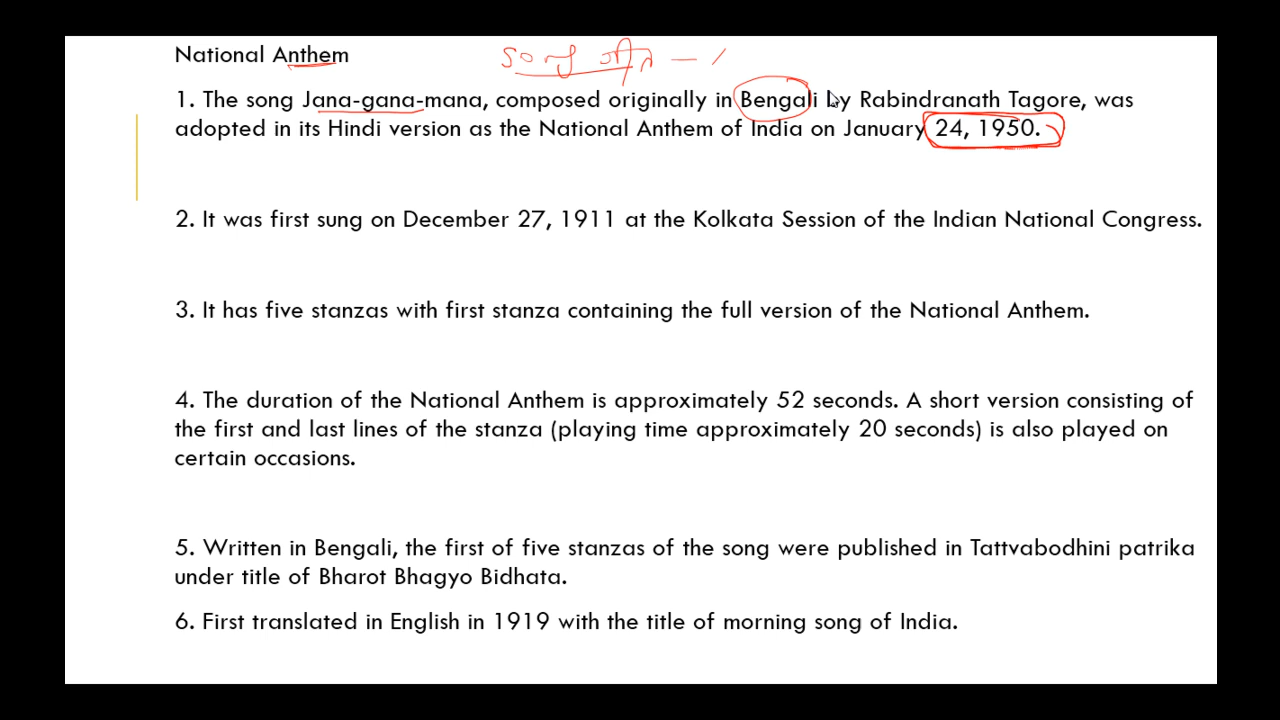 National Anthem
song गीत –
1. The song Jana-gana-mana, composed originally in Bengali by Rabindranath Tagore, was
adopted in its Hindi version as the National Anthem of India on January 24, 1950.
2. It was first sung on December 27, 1911 at the Kolkata Session of the Indian National Congress.
3. It has five stanzas with first stanza containing the full version of the National Anthem.
4. The duration of the National Anthem is approximately 52 seconds. A short version consisting of
the first and last lines of the stanza (playing time approximately 20 seconds) is also played on
certain occasions.
5. Written in Bengali, the first of five stanzas of the song were published in Tattvabodhini patrika
under title of Bharot Bhagyo Bidhata.
6. First translated in English in 1919 with the title of morning song of India.